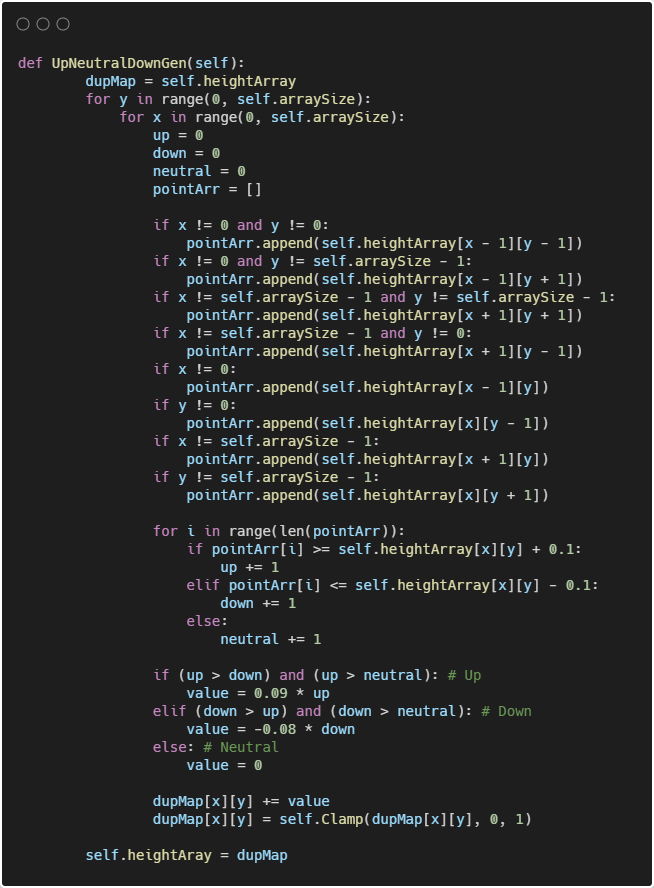 def UpNeutralDownGen(self):
        dupMap = self.heightArray
        for y in range(0, self.arraySize):
            for x in range(0, self.arraySize):
                up = 0
                down = 0
                neutral = 0
                pointArr = []

                if x != 0 and y != 0:
                    pointArr.append(self.heightArray[x - 1][y - 1])
                if x != 0 and y != self.arraySize - 1:
                    pointArr.append(self.heightArray[x - 1][y + 1])
                if x != self.arraySize - 1 and y != self.arraySize - 1:
                    pointArr.append(self.heightArray[x + 1][y + 1])
                if x != self.arraySize - 1 and y != 0:
                    pointArr.append(self.heightArray[x + 1][y - 1])
                if x != 0:
                    pointArr.append(self.heightArray[x - 1][y])
                if y != 0:
                    pointArr.append(self.heightArray[x][y - 1])
                if x != self.arraySize - 1:
                    pointArr.append(self.heightArray[x + 1][y])
                if y != self.arraySize - 1:
                    pointArr.append(self.heightArray[x][y + 1])

                for i in range(len(pointArr)):
                    if pointArr[i] >= self.heightArray[x][y] + 0.1:
                        up += 1
                    elif pointArr[i] <= self.heightArray[x][y] - 0.1:
                        down += 1
                    else:
                        neutral += 1

                if (up > down) and (up > neutral): # Up
                    value = 0.09 * up
                elif (down > up) and (down > neutral): # Down
                    value = -0.08 * down
                else: # Neutral
                    value = 0

                dupMap[x][y] += value
                dupMap[x][y] = self.Clamp(dupMap[x][y], 0, 1)

        self.heightAray = dupMap